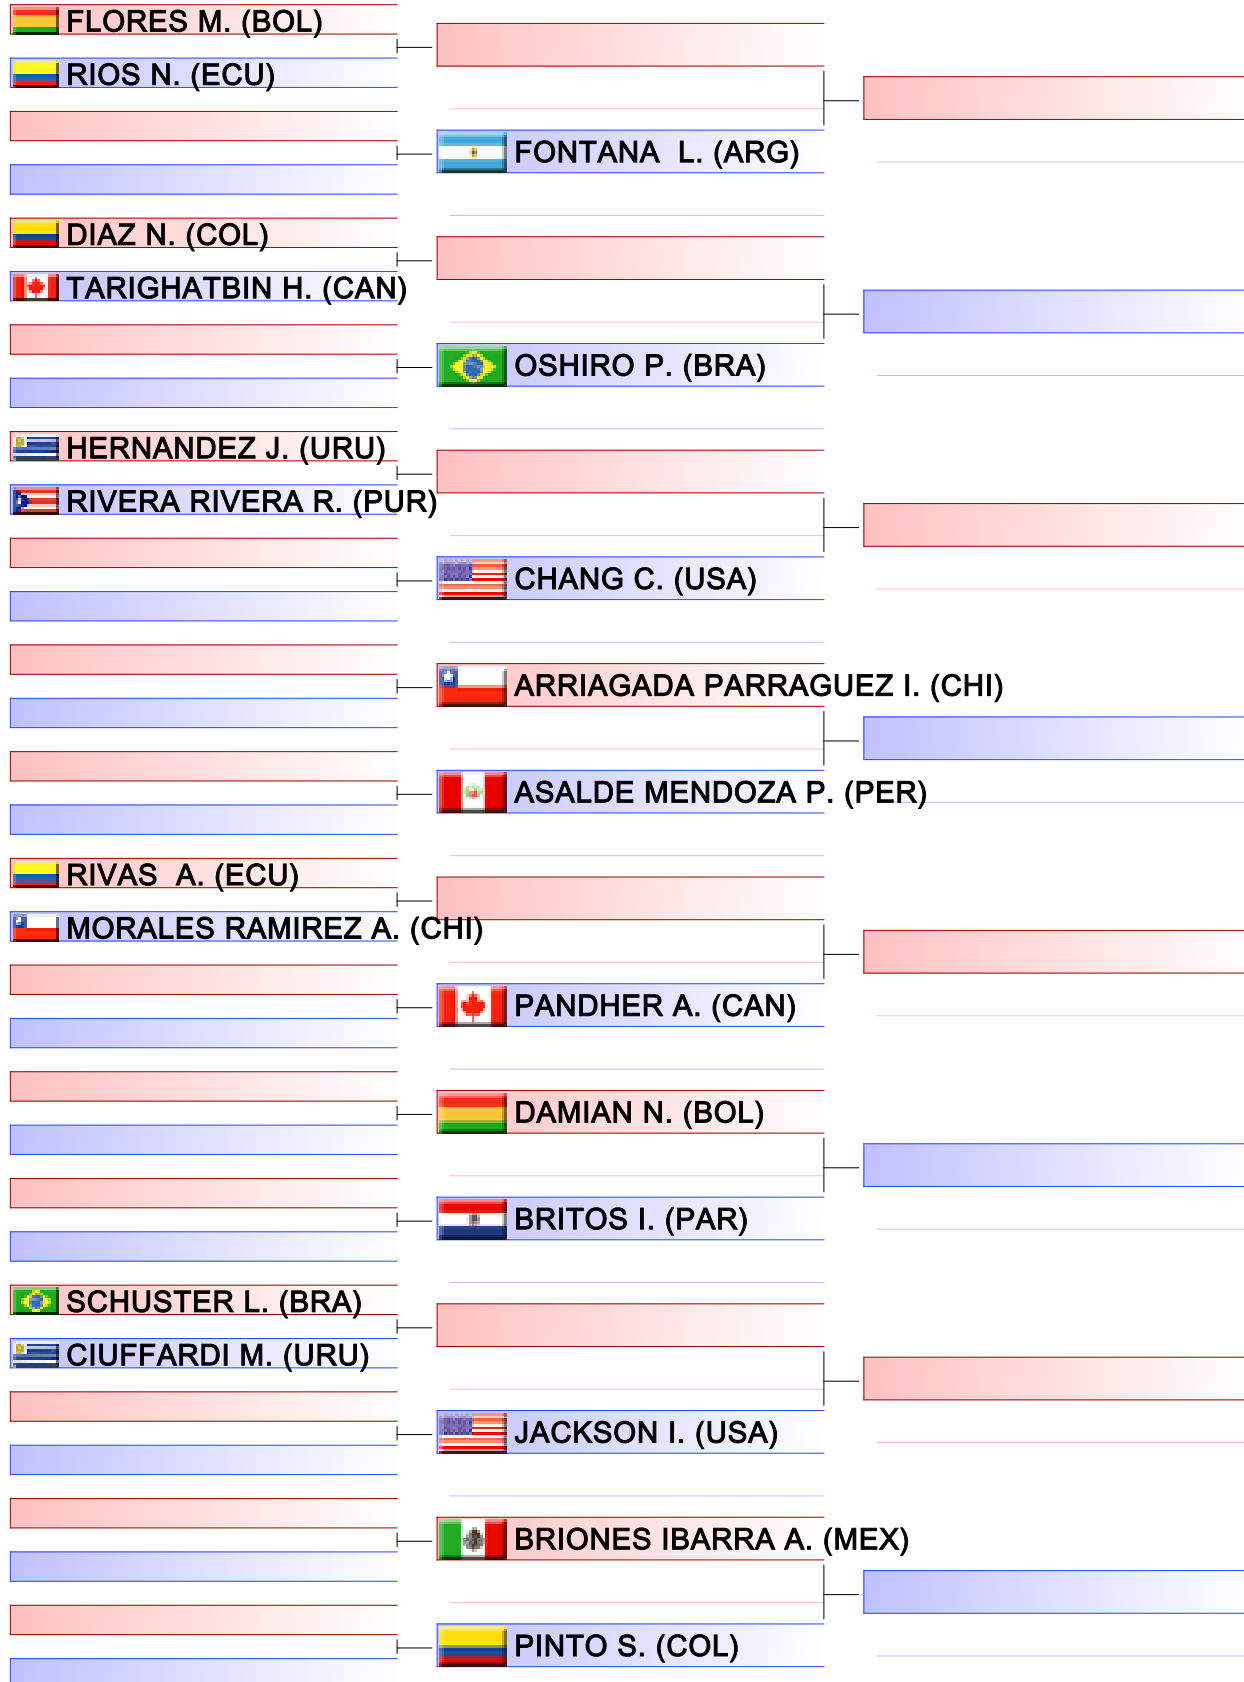 FLORES M. (BOL)
RIOS N. (ECU)
FONTANA  L. (ARG)
DIAZ N. (COL)
TARIGHATBIN H. (CAN)
OSHIRO P. (BRA)
HERNANDEZ J. (URU)
RIVERA RIVERA R. (PUR)
CHANG C. (USA)
ARRIAGADA PARRAGUEZ I. (CHI)
ASALDE MENDOZA P. (PER)
RIVAS  A. (ECU)
MORALES RAMIREZ A. (CHI)
PANDHER A. (CAN)
DAMIAN N. (BOL)
BRITOS I. (PAR)
SCHUSTER L. (BRA)
CIUFFARDI M. (URU)
JACKSON I. (USA)
BRIONES IBARRA A. (MEX)
PINTO S. (COL)